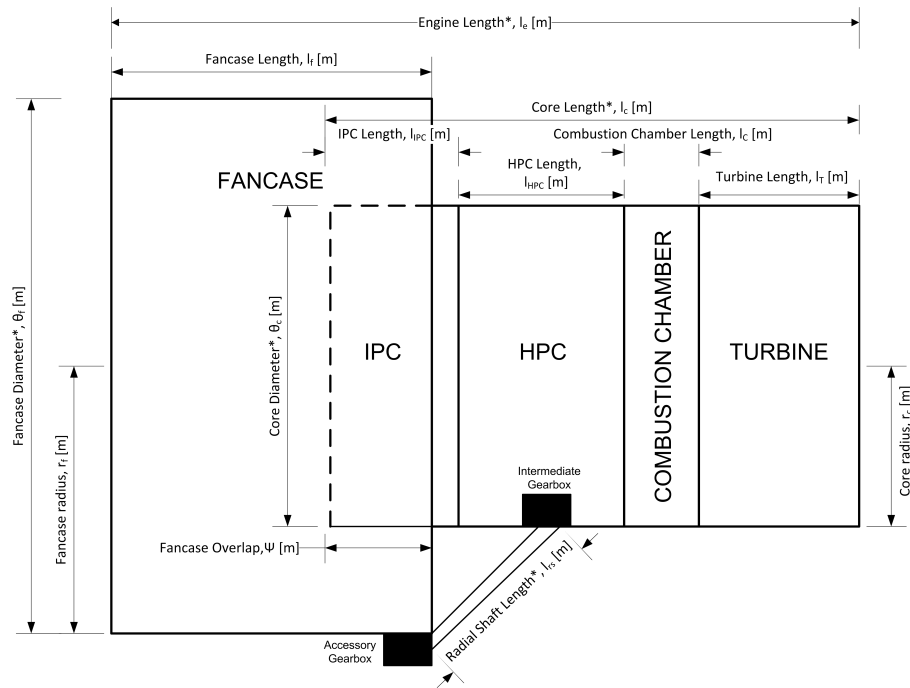 Engine Length*, lₑ [m]
Fancase Length, l_f [m]
Core Length*, l_c [m]
IPC Length, l_IPC [m]
Combustion Chamber Length, l_C [m]
HPC Length,
l_HPC [m]
Turbine Length, l_T [m]
FANCASE
Fancase Diameter*, θ_f [m]
Fancase radius, r_f [m]
Core Diameter*, θ_c [m]
IPC
HPC
COMBUSTION CHAMBER
TURBINE
Core radius, r_c [m]
Intermediate
Gearbox
Fancase Overlap,Ψ [m]
Radial Shaft Length*, l_rs [m]
Accessory
Gearbox